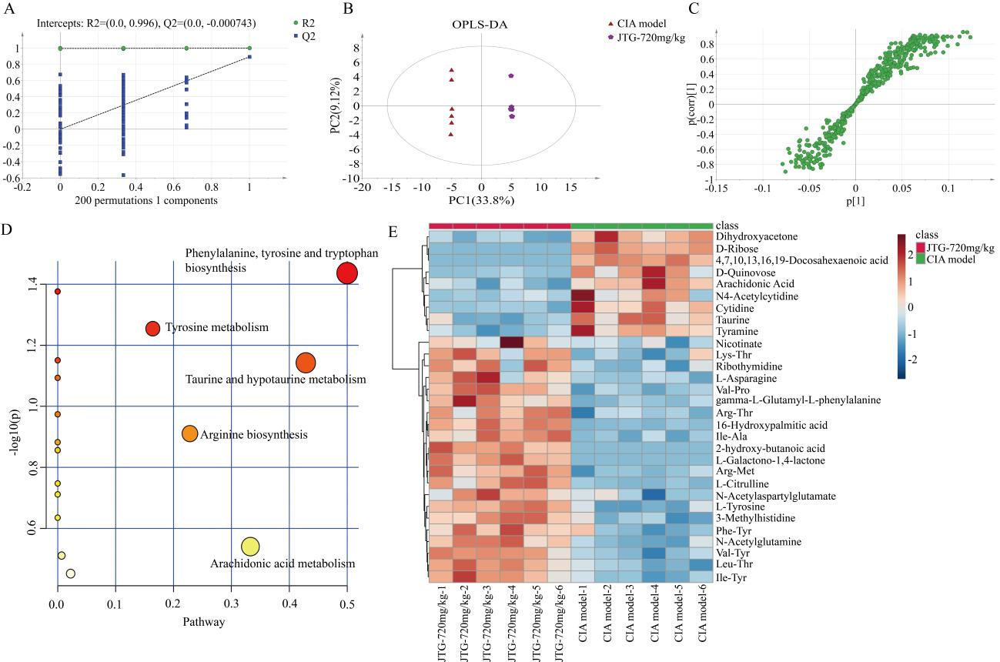 A
Intercepts: R2=(0.0, 0.996), Q2=(0.0, -0.000743)
R2
Q2
1
0.8
0.6
0.4
0.2
0
-0.2
-0.4
-0.6
-0.2
0
0.2
0.4
0.6
0.8
1
200 permutations 1 components
B
OPLS-DA
CIA model
JTG-720mg/kg
PC2(9.12%)
8
6
4
2
0
-2
-4
-6
-8
-10
-20
-15
-10
-5
0
5
10
15
PC1(33.8%)
C
p(corr)[1]
0.8
0.6
0.4
0.2
0
-0.2
-0.4
-0.6
-0.8
-1
-0.15
-0.1
-0.05
0
0.05
0.1
p[1]
D
Phenylalanine, tyrosine and tryptophan
biosynthesis
Tyrosine metabolism
Taurine and hypotaurine metabolism
Arginine biosynthesis
Arachidonic acid metabolism
-log10(p)
1.4
1.2
1.0
0.8
0.6
0.0
0.1
0.2
0.3
0.4
0.5
Pathway
E
class
Dihydroxyacetone
D-Ribose
4,7,10,13,16,19-Docosahexaenoic acid
D-Quinovose
Arachidonic Acid
N4-Acetylcytidine
Cytidine
Taurine
Tyramine
Nicotinate
Lys-Thr
Ribothymidine
L-Asparagine
Val-Pro
gamma-L-Glutamyl-L-phenylalanine
Arg-Thr
16-Hydroxypalmitic acid
Ile-Ala
2-hydroxy-butanoic acid
L-Galactono-1,4-lactone
Arg-Met
L-Citrulline
N-Acetylaspartylglutamate
L-Tyrosine
3-Methylhistidine
Phe-Tyr
N-Acetylglutamine
Val-Tyr
Leu-Thr
Ile-Tyr
JTG-720mg/kg-1
JTG-720mg/kg-2
JTG-720mg/kg-3
JTG-720mg/kg-4
JTG-720mg/kg-5
JTG-720mg/kg-6
CIA model-1
CIA model-2
CIA model-3
CIA model-4
CIA model-5
CIA model-6
2
1
0
-1
-2
class
JTG-720mg/kg
CIA model